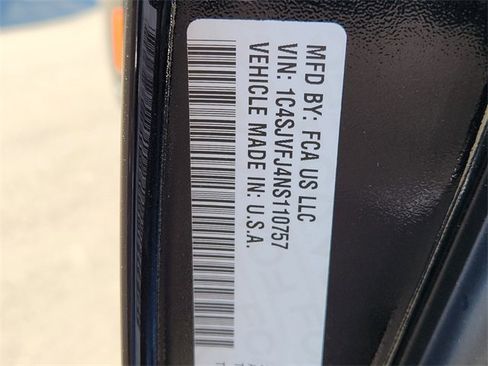 MFD BY: FCA US LLC
VIN: 1C4SJVFJ4NS110757
VEHICLE MADE IN: U.S.A.